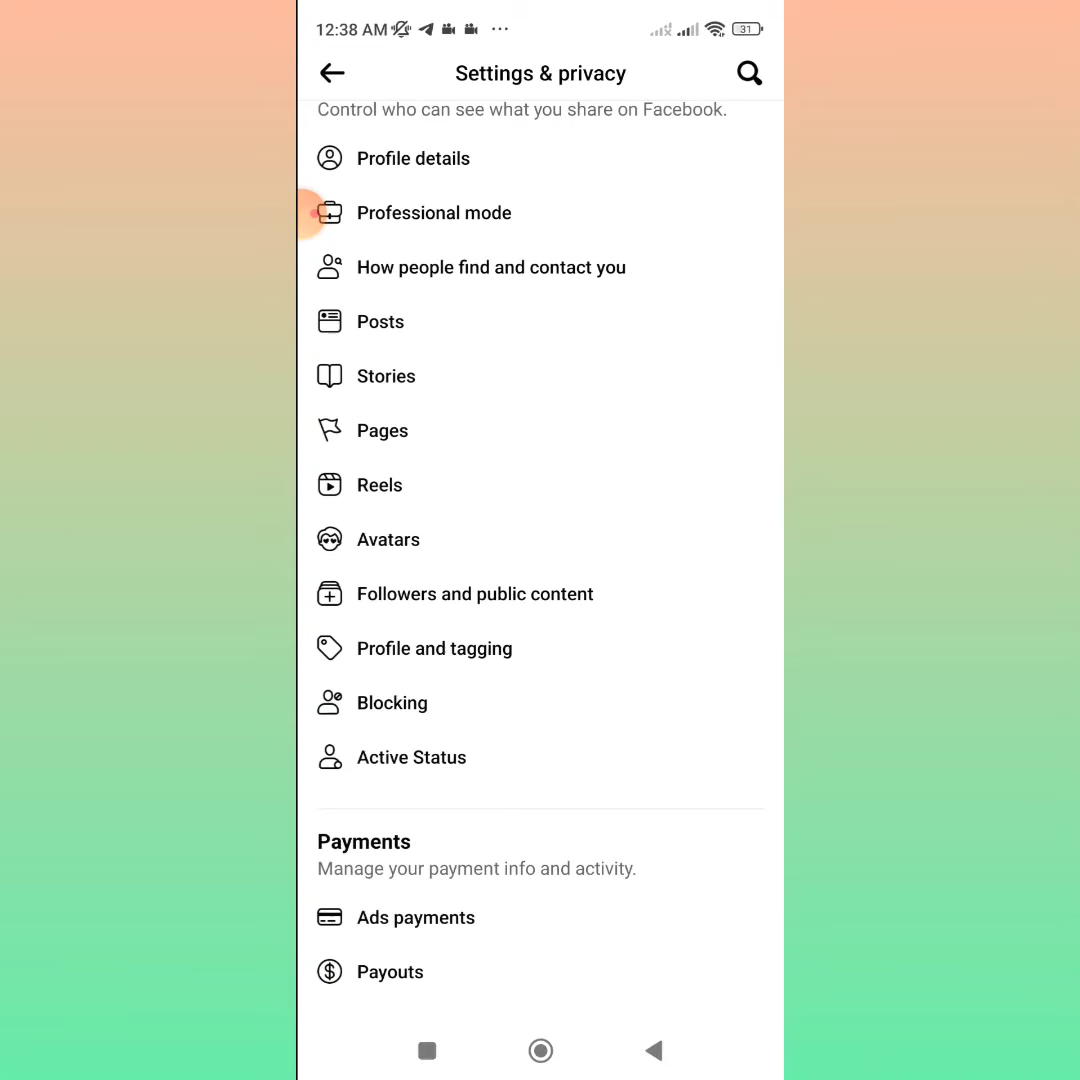 12:38 AM
31
Settings & privacy
Control who can see what you share on Facebook.
Profile details
Professional mode
How people find and contact you
Posts
Stories
Pages
Reels
Avatars
Followers and public content
Profile and tagging
Blocking
Active Status
Payments
Manage your payment info and activity.
Ads payments
Payouts